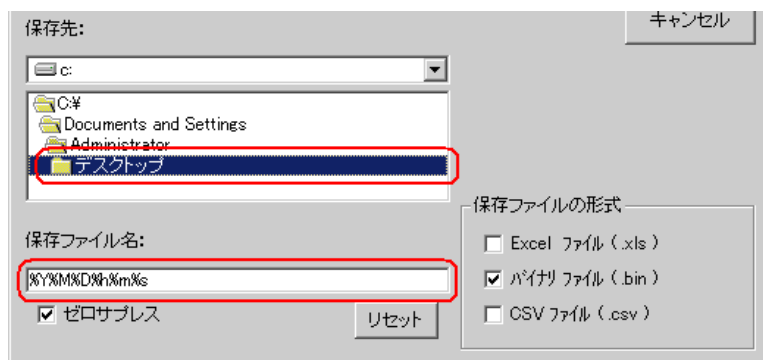 保存先:
キャンセル
c:
C:¥
Documents and Settings
Administrator
デスクトップ
保存ファイル名:
%Y%M%D%h%m%s
ゼロサプレス
リセット
保存ファイルの形式
Excel ファイル ( .xls )
バイナリ ファイル ( .bin )
CSV ファイル ( .csv )